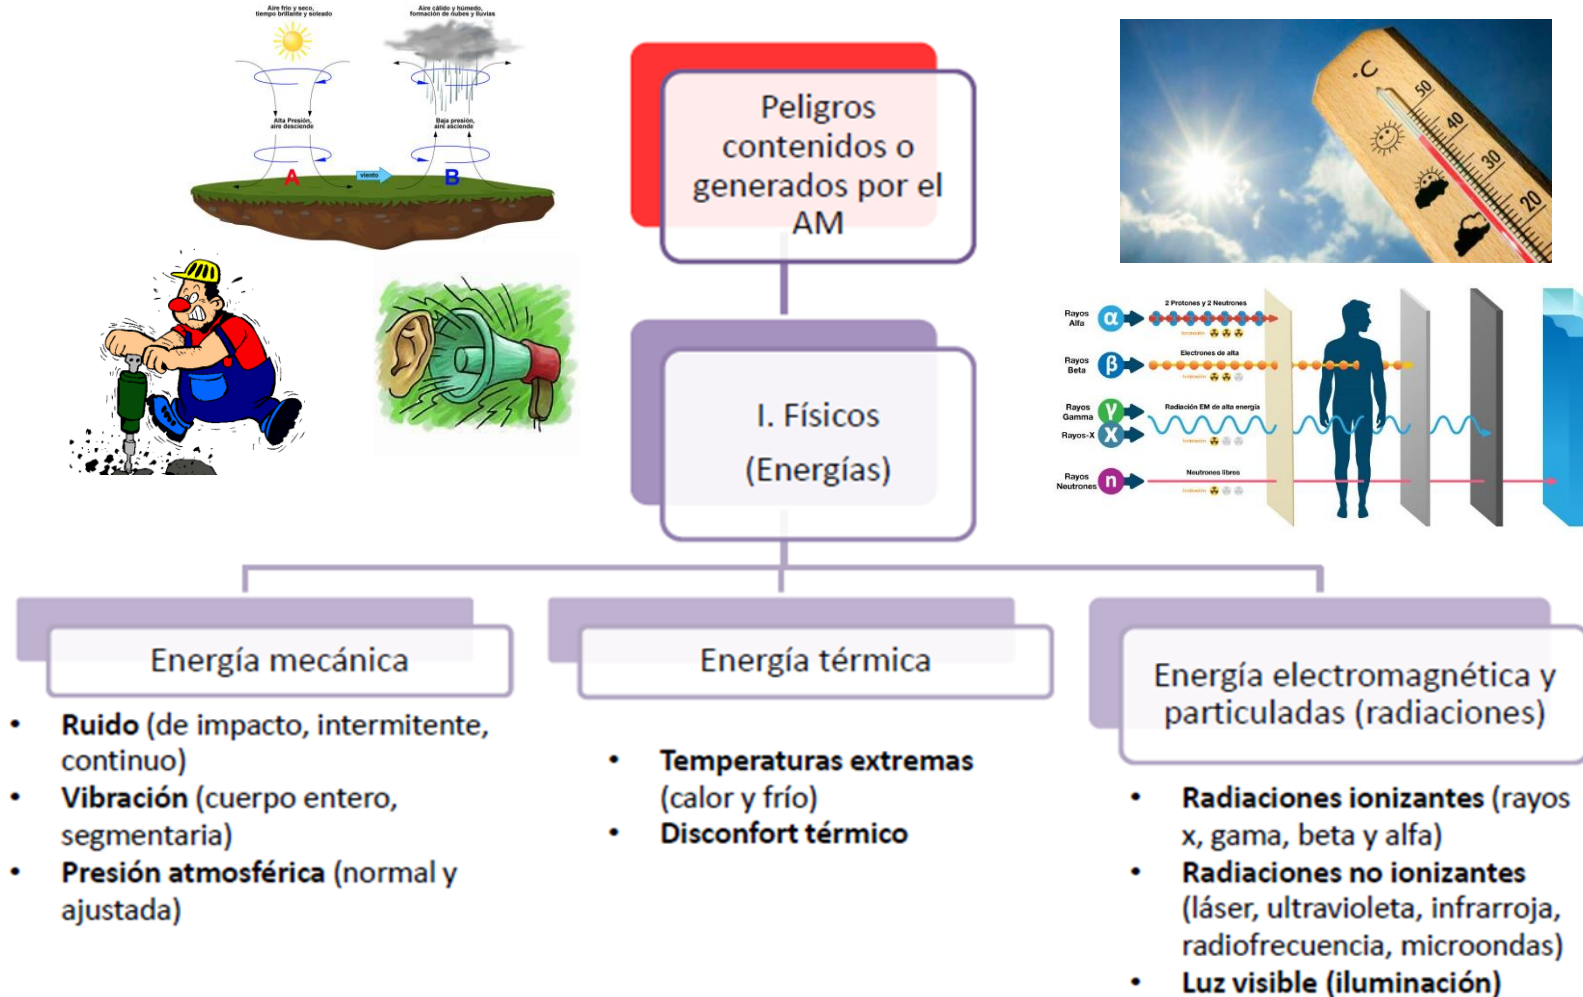 Aire frío y seco,
tiempo brillante y soleado
Aire cálido y húmedo,
formación de nubes y lluvias
Alta Presión,
aire desciende
Baja presión,
aire asciende
A
viento
B
Peligros
contenidos o
generados por el
AM
°C
50
40
30
20
I. Físicos
(Energías)
Rayos
Alfa
α
2 Protones y 2 Neutrones
Ionización
Rayos
Beta
β
Electrones de alta
Ionización
Rayos
Gamma
γ
Rayos-X
X
Radiación EM de alta energía
Ionización
Rayos
Neutrones
n
Neutrones libres
Ionización
Energía mecánica
• Ruido (de impacto, intermitente,
continuo)
• Vibración (cuerpo entero,
segmentaria)
• Presión atmosférica (normal y
ajustada)
Energía térmica
• Temperaturas extremas
(calor y frío)
• Disconfort térmico
Energía electromagnética y
particuladas (radiaciones)
• Radiaciones ionizantes (rayos
x, gama, beta y alfa)
• Radiaciones no ionizantes
(láser, ultravioleta, infrarroja,
radiofrecuencia, microondas)
• Luz visible (iluminación)